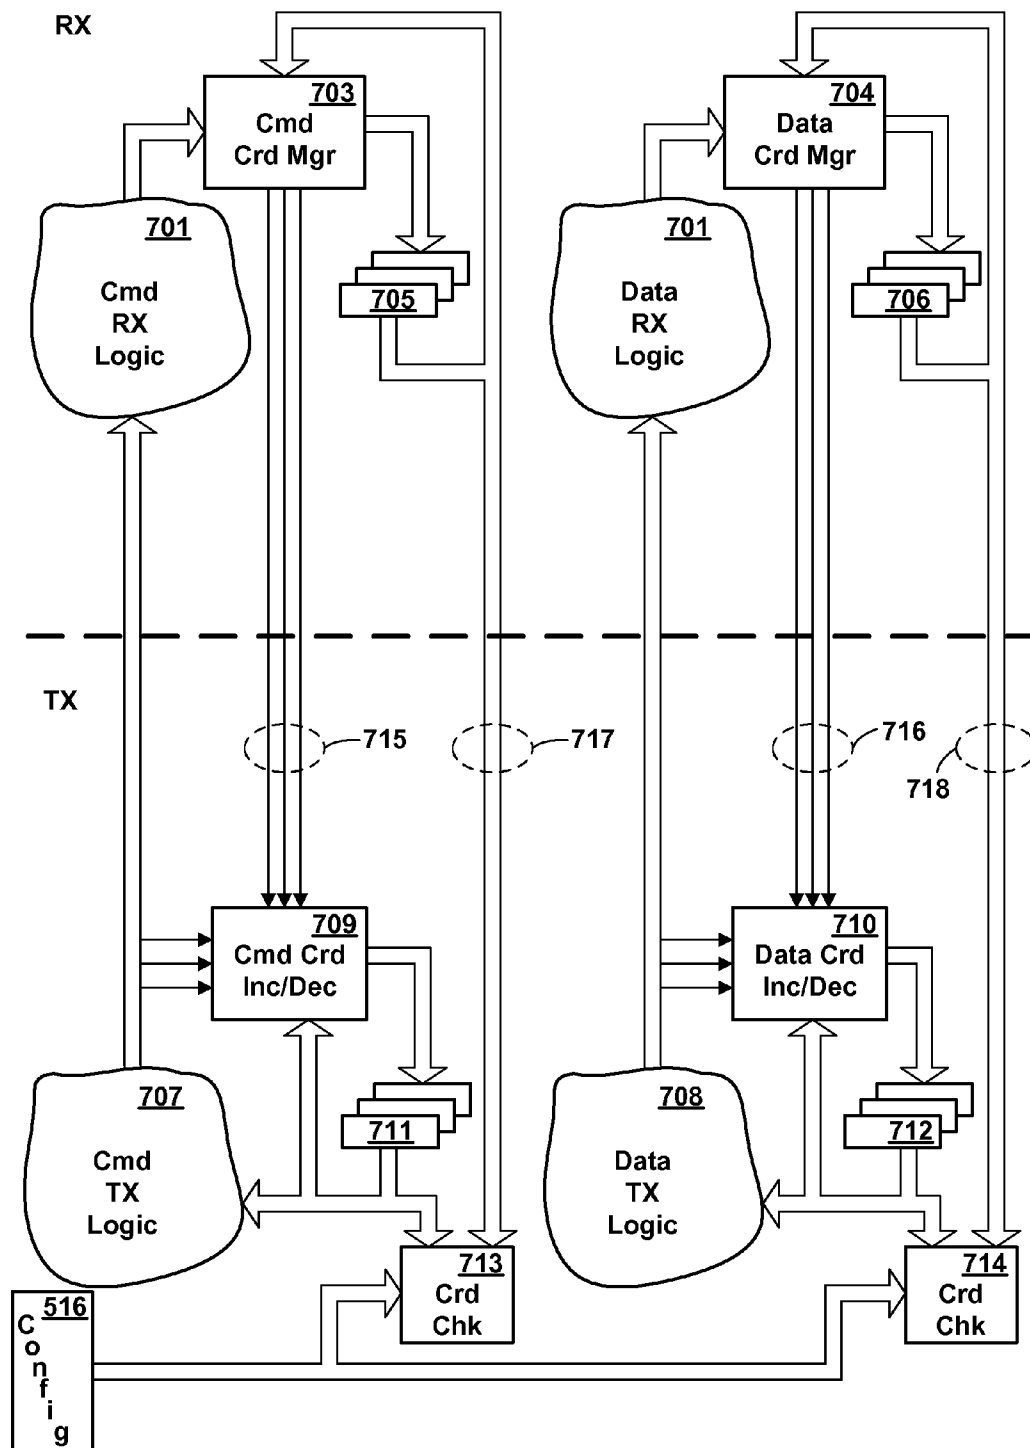 RX
703
Cmd
Crd Mgr
704
Data
Crd Mgr
701
Cmd
RX
Logic
705
701
Data
RX
Logic
706
TX
715
717
716
718
709
Cmd Crd
Inc/Dec
710
Data Crd
Inc/Dec
707
Cmd
TX
Logic
711
708
Data
TX
Logic
712
713
Crd
Chk
714
Crd
Chk
516
Config